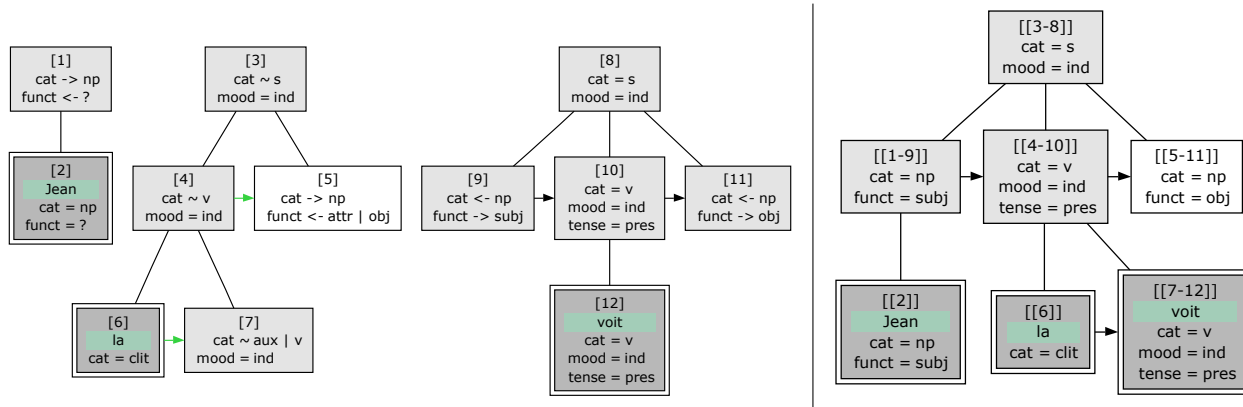 [1]
cat -> np
funct <- ?
[2]
Jean
cat = np
funct = ?
[3]
cat ~ s
mood = ind
[4]
cat ~ v
mood = ind
[5]
cat -> np
funct <- attr | obj
[6]
la
cat = clit
[7]
cat ~ aux | v
mood = ind
[8]
cat = s
mood = ind
[9]
cat <- np
funct -> subj
[10]
cat = v
mood = ind
tense = pres
[11]
cat <- np
funct -> obj
[12]
voit
cat = v
mood = ind
tense = pres
[[3-8]]
cat = s
mood = ind
[[1-9]]
cat = np
funct = subj
[[4-10]]
cat = v
mood = ind
tense = pres
[[5-11]]
cat = np
funct = obj
[[2]]
Jean
cat = np
funct = subj
[[6]]
la
cat = clit
[[7-12]]
voit
cat = v
mood = ind
tense = pres